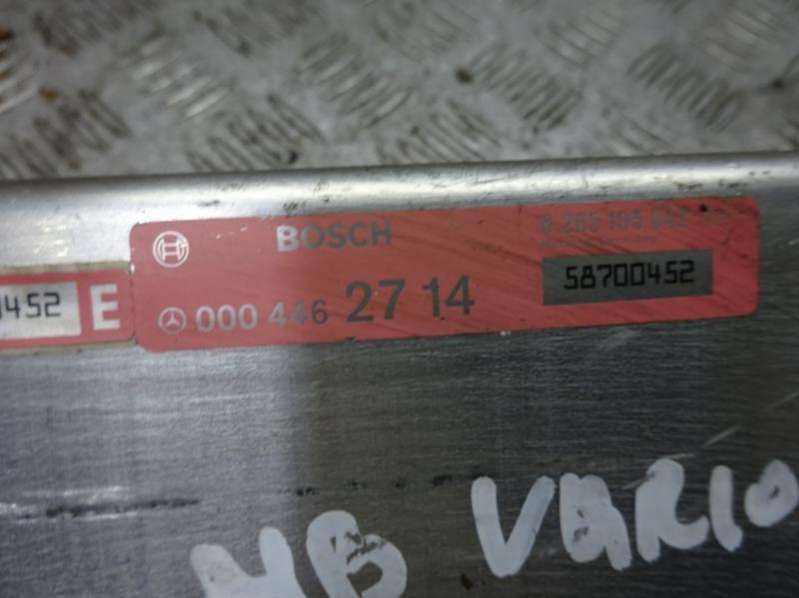 BOSCH
58700452
000 446 27 14
452 E
MB VARIO